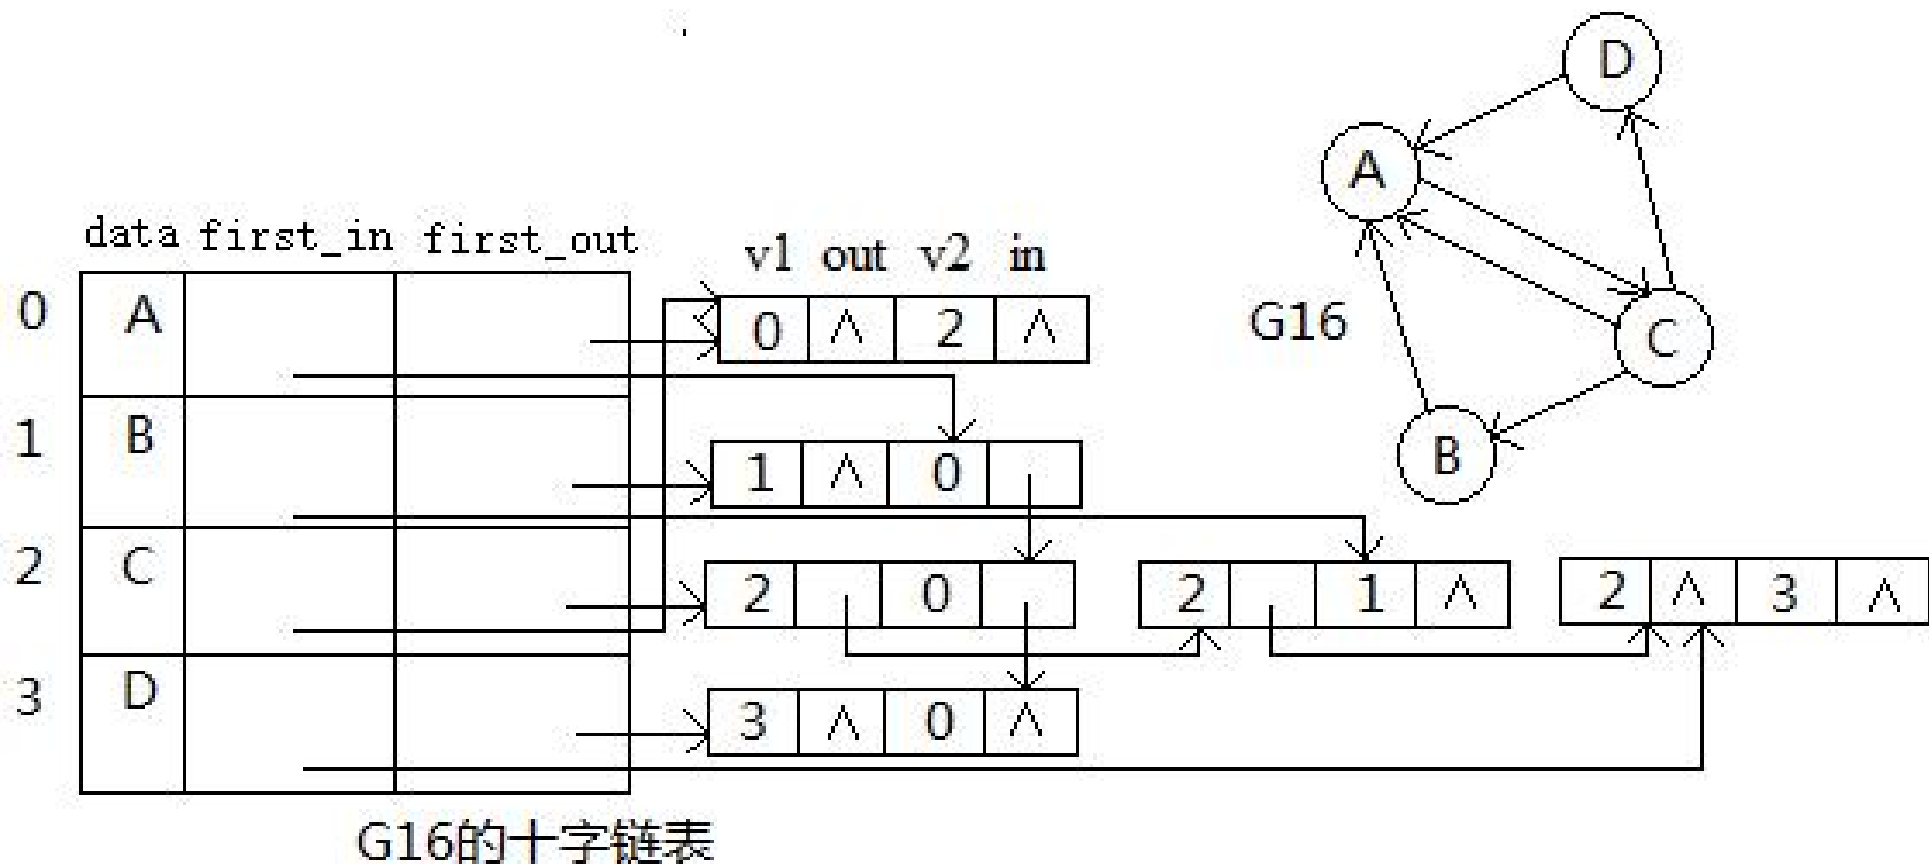 D
A
data first_in first_out
v1 out v2 in
0 A
0 ∧ 2 ∧
G16
C
1 B
1 ∧ 0
B
2 C
2 0
2 1 ∧
2 ∧ 3 ∧
3 D
3 ∧ 0 ∧
G16的十字链表